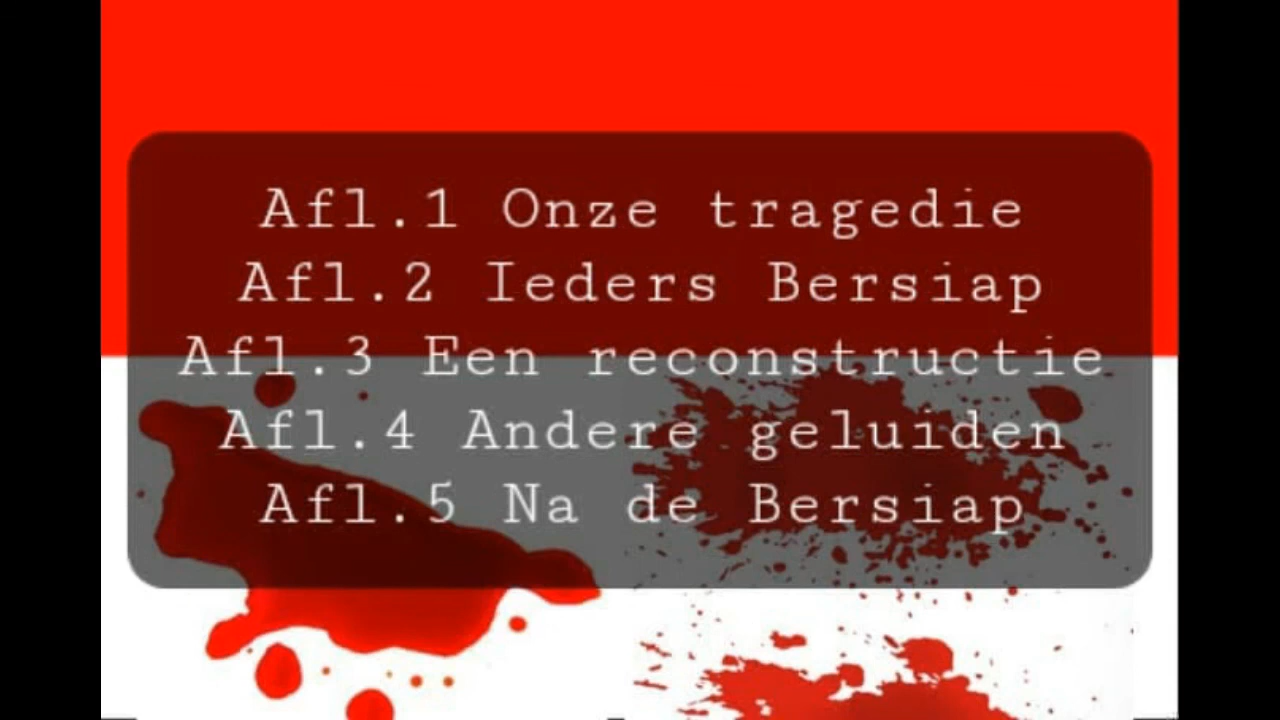 Afl.1 Onze tragedie
Afl.2 Ieders Bersiap
Afl.3 Een reconstructie
Afl.4 Andere geluiden
Afl.5 Na de Bersiap